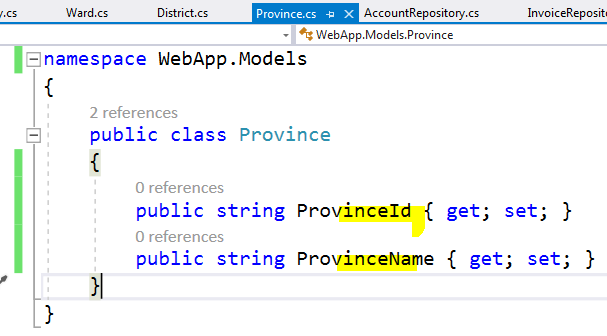 y.cs Ward.cs District.cs Province.cs AccountRepository.cs InvoiceReposito
WebApp.Models.Province
namespace WebApp.Models
{
2 references
public class Province
{
0 references
public string ProvinceId { get; set; }
0 references
public string ProvinceName { get; set; }
}
}